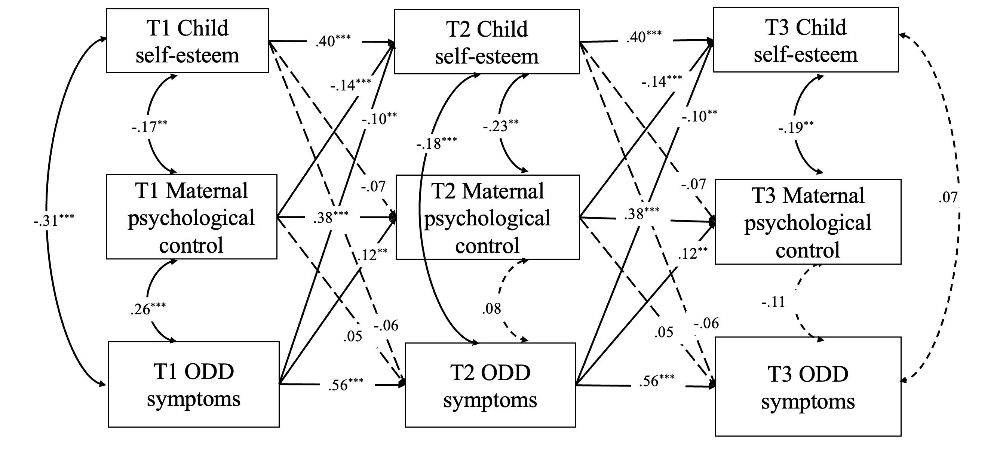 T1 Child
self-esteem
T2 Child
self-esteem
T3 Child
self-esteem
.40***
.40***
-.14***
-.14***
-.10**
-.10**
-.17**
-.23**
-.19**
-.18***
-.07
-.07
.07
T1 Maternal
psychological
control
T2 Maternal
psychological
control
T3 Maternal
psychological
control
-.31***
.38***
.38***
.12**
.12**
.26***
.08
-.11
.05
-.06
.05
-.06
T1 ODD
symptoms
T2 ODD
symptoms
T3 ODD
symptoms
.56***
.56***